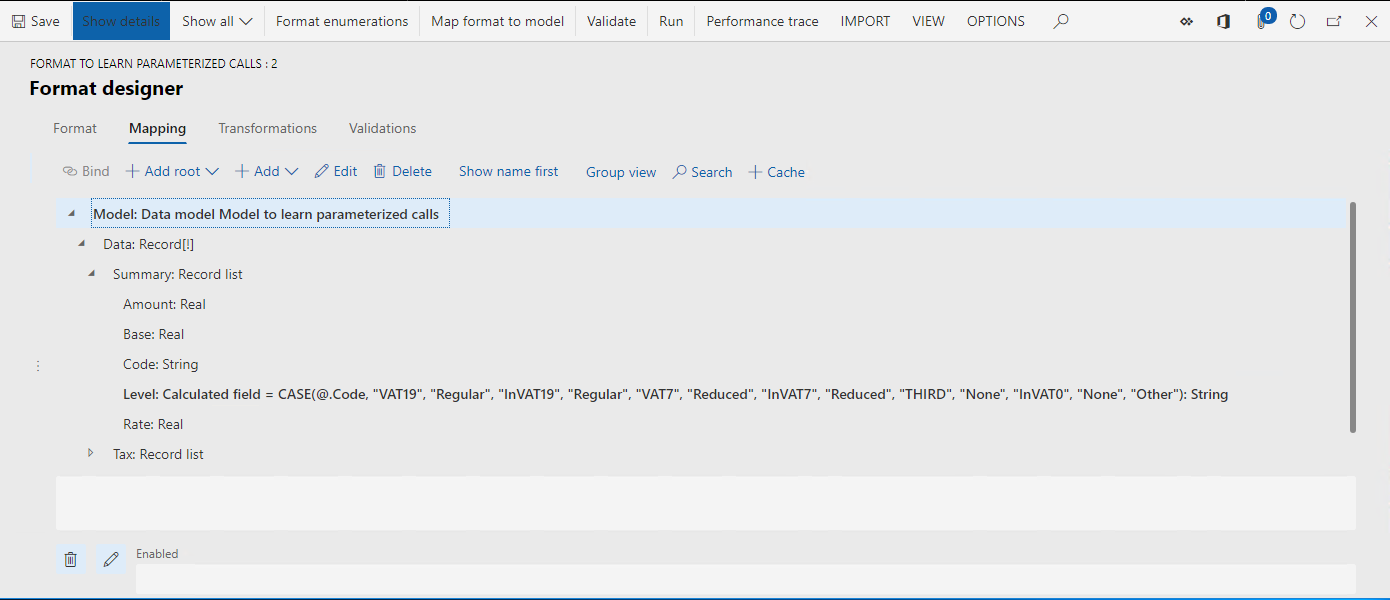 Save Show details Show all Format enumerations Map format to model Validate Run Performance trace IMPORT VIEW OPTIONS 0
FORMAT TO LEARN PARAMETERIZED CALLS : 2
Format designer
Format Mapping Transformations Validations
Bind Add root Add Edit Delete Show name first Group view Search Cache
Model: Data model Model to learn parameterized calls
Data: Record[!]
Summary: Record list
Amount: Real
Base: Real
Code: String
Level: Calculated field = CASE(@.Code, "VAT19", "Regular", "InVAT19", "Regular", "VAT7", "Reduced", "InVAT7", "Reduced", "THIRD", "None", "InVAT0", "None", "Other"): String
Rate: Real
Tax: Record list
Enabled